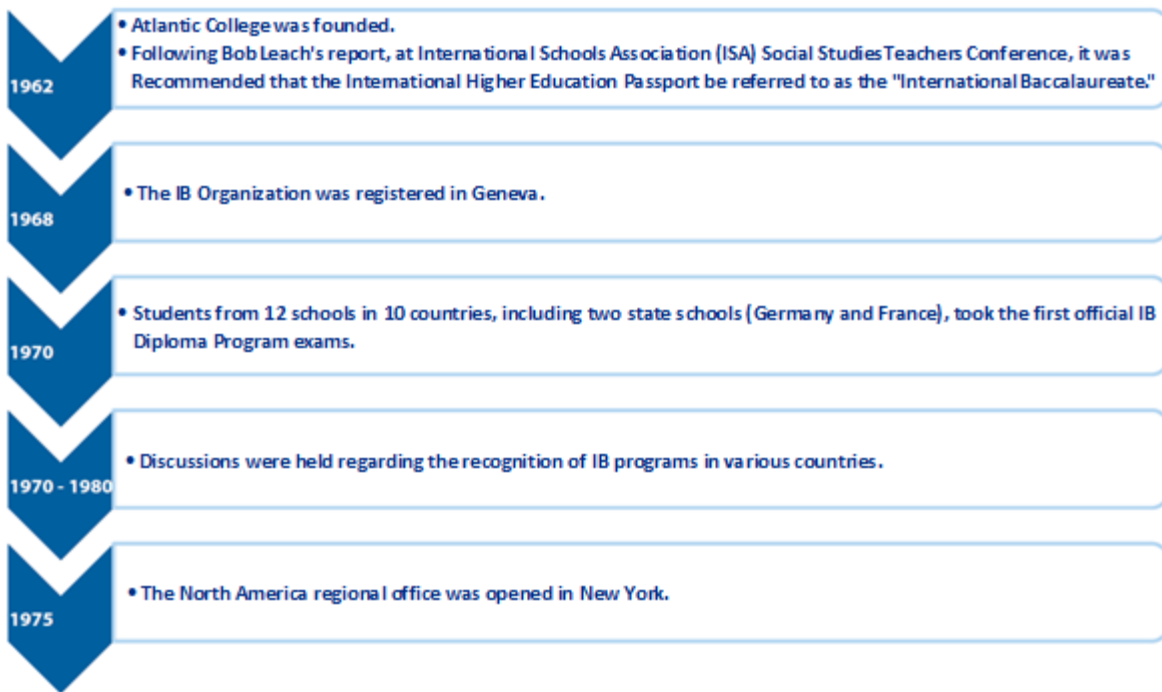 1962
• Atlantic College was founded.
• Following Bob Leach's report, at International Schools Association (ISA) Social Studies Teachers Conference, it was
Recommended that the International Higher Education Passport be referred to as the "International Baccalaureate."
1968
• The IB Organization was registered in Geneva.
1970
• Students from 12 schools in 10 countries, including two state schools (Germany and France), took the first official IB
Diploma Program exams.
1970 - 1980
• Discussions were held regarding the recognition of IB programs in various countries.
1975
• The North America regional office was opened in New York.